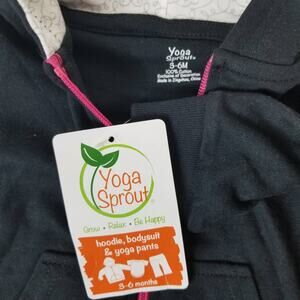 Yoga
Sprout
3-6M
100% Cotton
Exclusive of Decoration
Made in Qingzhou, China
Yoga
Sprout
Grow • Relax • Be Happy
hoodie, bodysuit
& yoga pants
3-6 months